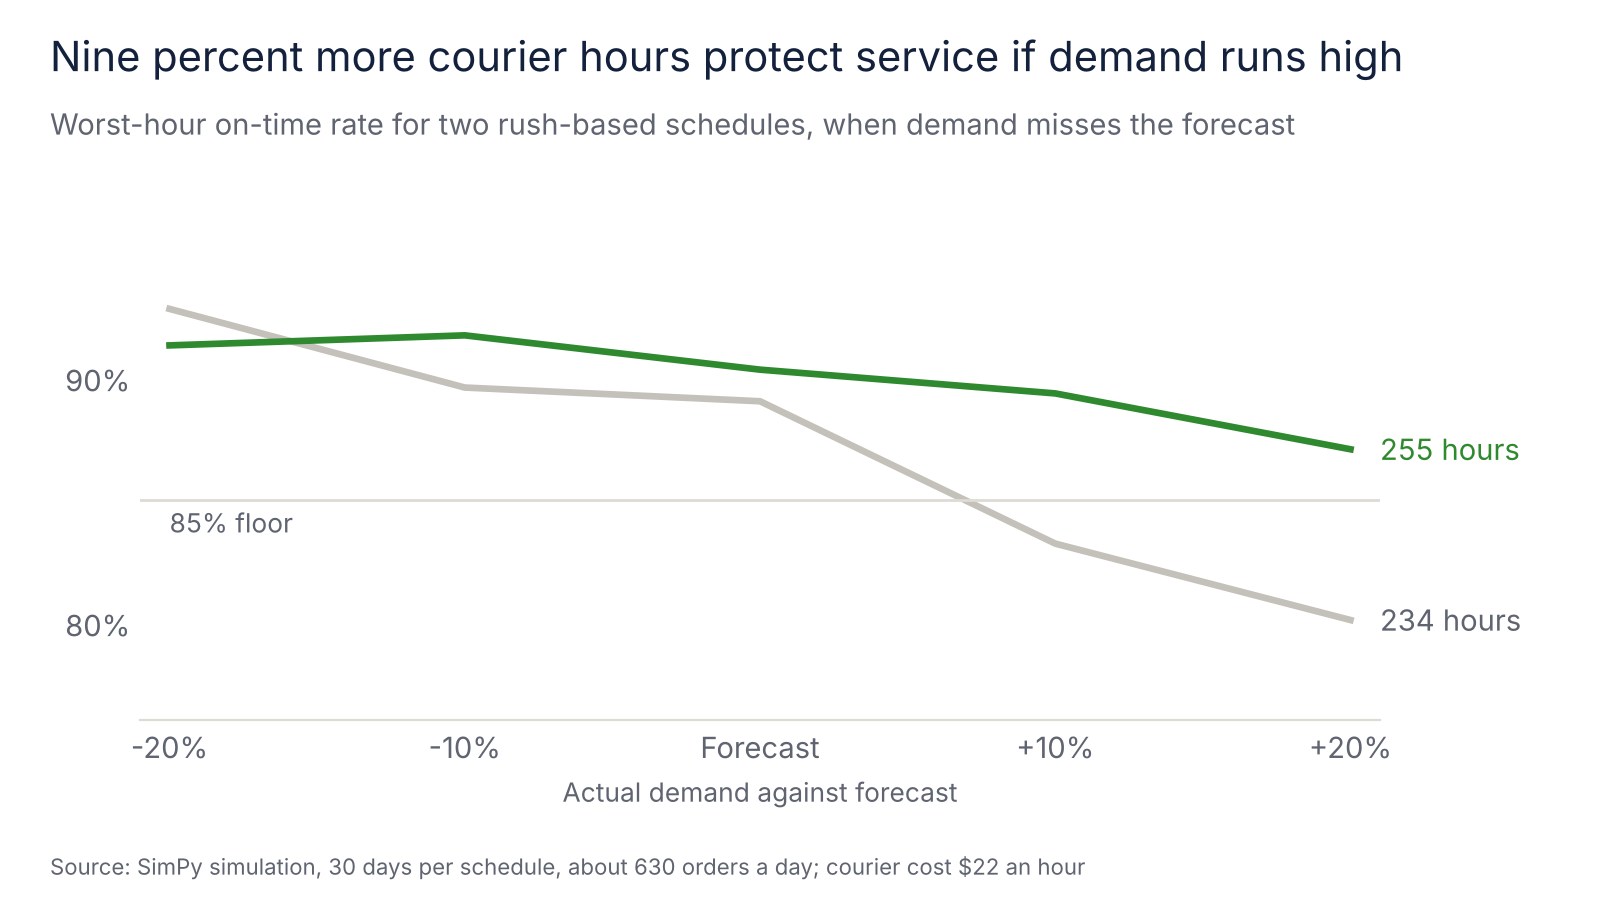 Nine percent more courier hours protect service if demand runs high
Worst-hour on-time rate for two rush-based schedules, when demand misses the forecast
90%
255 hours
85% floor
80%
234 hours
-20%
-10%
Forecast
+10%
+20%
Actual demand against forecast
Source: SimPy simulation, 30 days per schedule, about 630 orders a day; courier cost $22 an hour